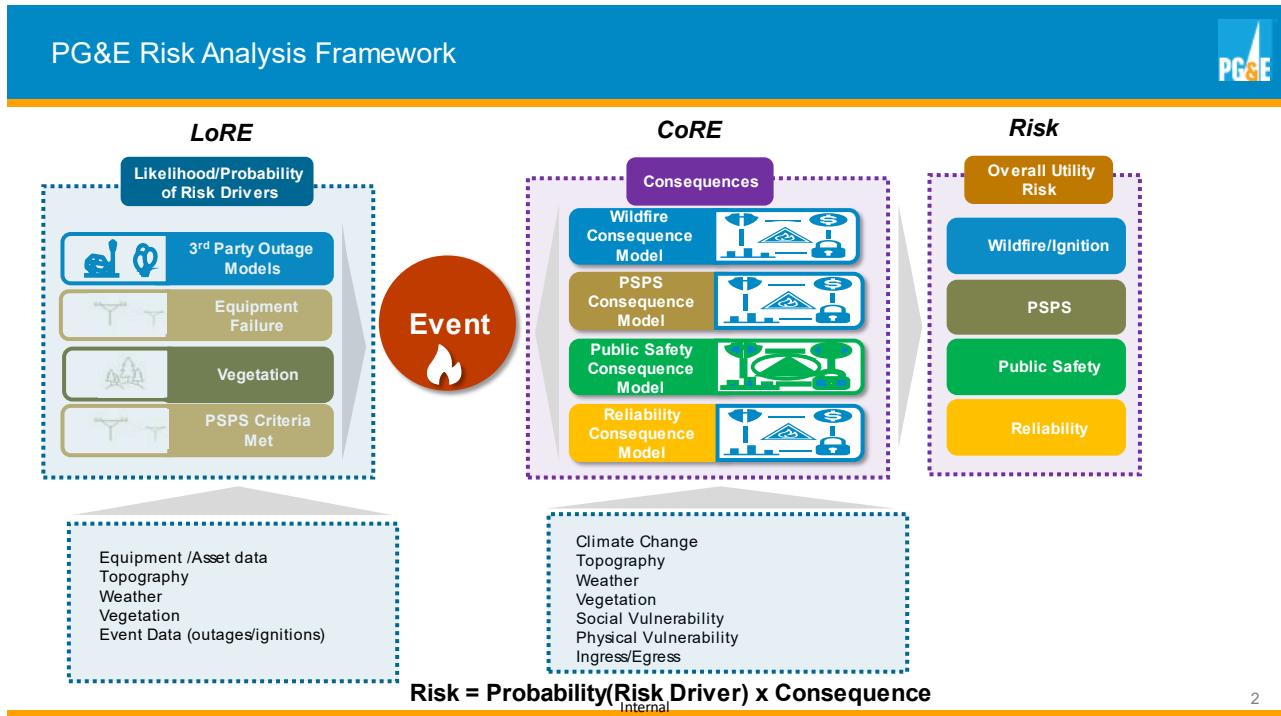 PG&E Risk Analysis Framework
PG&E
LoRE
CoRE
Risk
Likelihood/Probability
of Risk Drivers
3rd Party Outage
Models
Equipment
Failure
Vegetation
PSPS Criteria
Met
Event
Consequences
Wildfire
Consequence
Model
PSPS
Consequence
Model
Public Safety
Consequence
Model
Reliability
Consequence
Model
Overall Utility
Risk
Wildfire/Ignition
PSPS
Public Safety
Reliability
Equipment /Asset data
Topography
Weather
Vegetation
Event Data (outages/ignitions)
Climate Change
Topography
Weather
Vegetation
Social Vulnerability
Physical Vulnerability
Ingress/Egress
Risk = Probability(Risk Driver) x Consequence
Internal
2